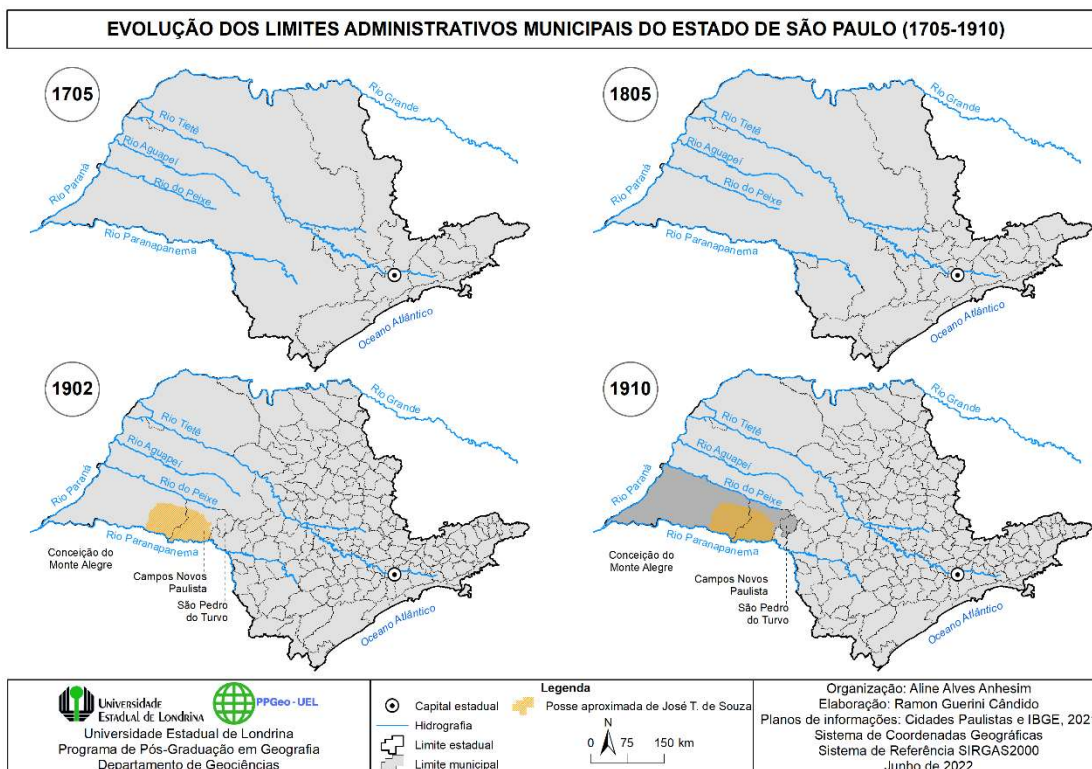 EVOLUÇÃO DOS LIMITES ADMINISTRATIVOS MUNICIPAIS DO ESTADO DE SÃO PAULO (1705-1910)
1705
Rio Grande
Rio Tietê
Rio Aguapeí
Rio do Peixe
Rio Paraná
Rio Paranapanema
Oceano Atlântico
1805
Rio Grande
Rio Tietê
Rio Aguapeí
Rio do Peixe
Rio Paraná
Rio Paranapanema
Oceano Atlântico
1902
Rio Grande
Rio Tietê
Rio Aguapeí
Rio do Peixe
Rio Paraná
Rio Paranapanema
Conceição do
Monte Alegre
Campos Novos
Paulista
São Pedro
do Turvo
Oceano Atlântico
1910
Rio Grande
Rio Tietê
Rio Aguapeí
Rio do Peixe
Rio Paraná
Rio Paranapanema
Conceição do
Monte Alegre
Campos Novos
Paulista
São Pedro
do Turvo
Oceano Atlântico
Universidade
Estadual de Londrina
PPGeo - UEL
Universidade Estadual de Londrina
Programa de Pós-Graduação em Geografia
Departamento de Geociências
Legenda
Capital estadual
Posse aproximada de José T. de Souza
Hidrografia
Limite estadual
Limite municipal
N
0 75 150 km
Organização: Aline Alves Anhesim
Elaboração: Ramon Guerini Cândido
Planos de informações: Cidades Paulistas e IBGE, 202
Sistema de Coordenadas Geográficas
Sistema de Referência SIRGAS2000
Junho de 2022